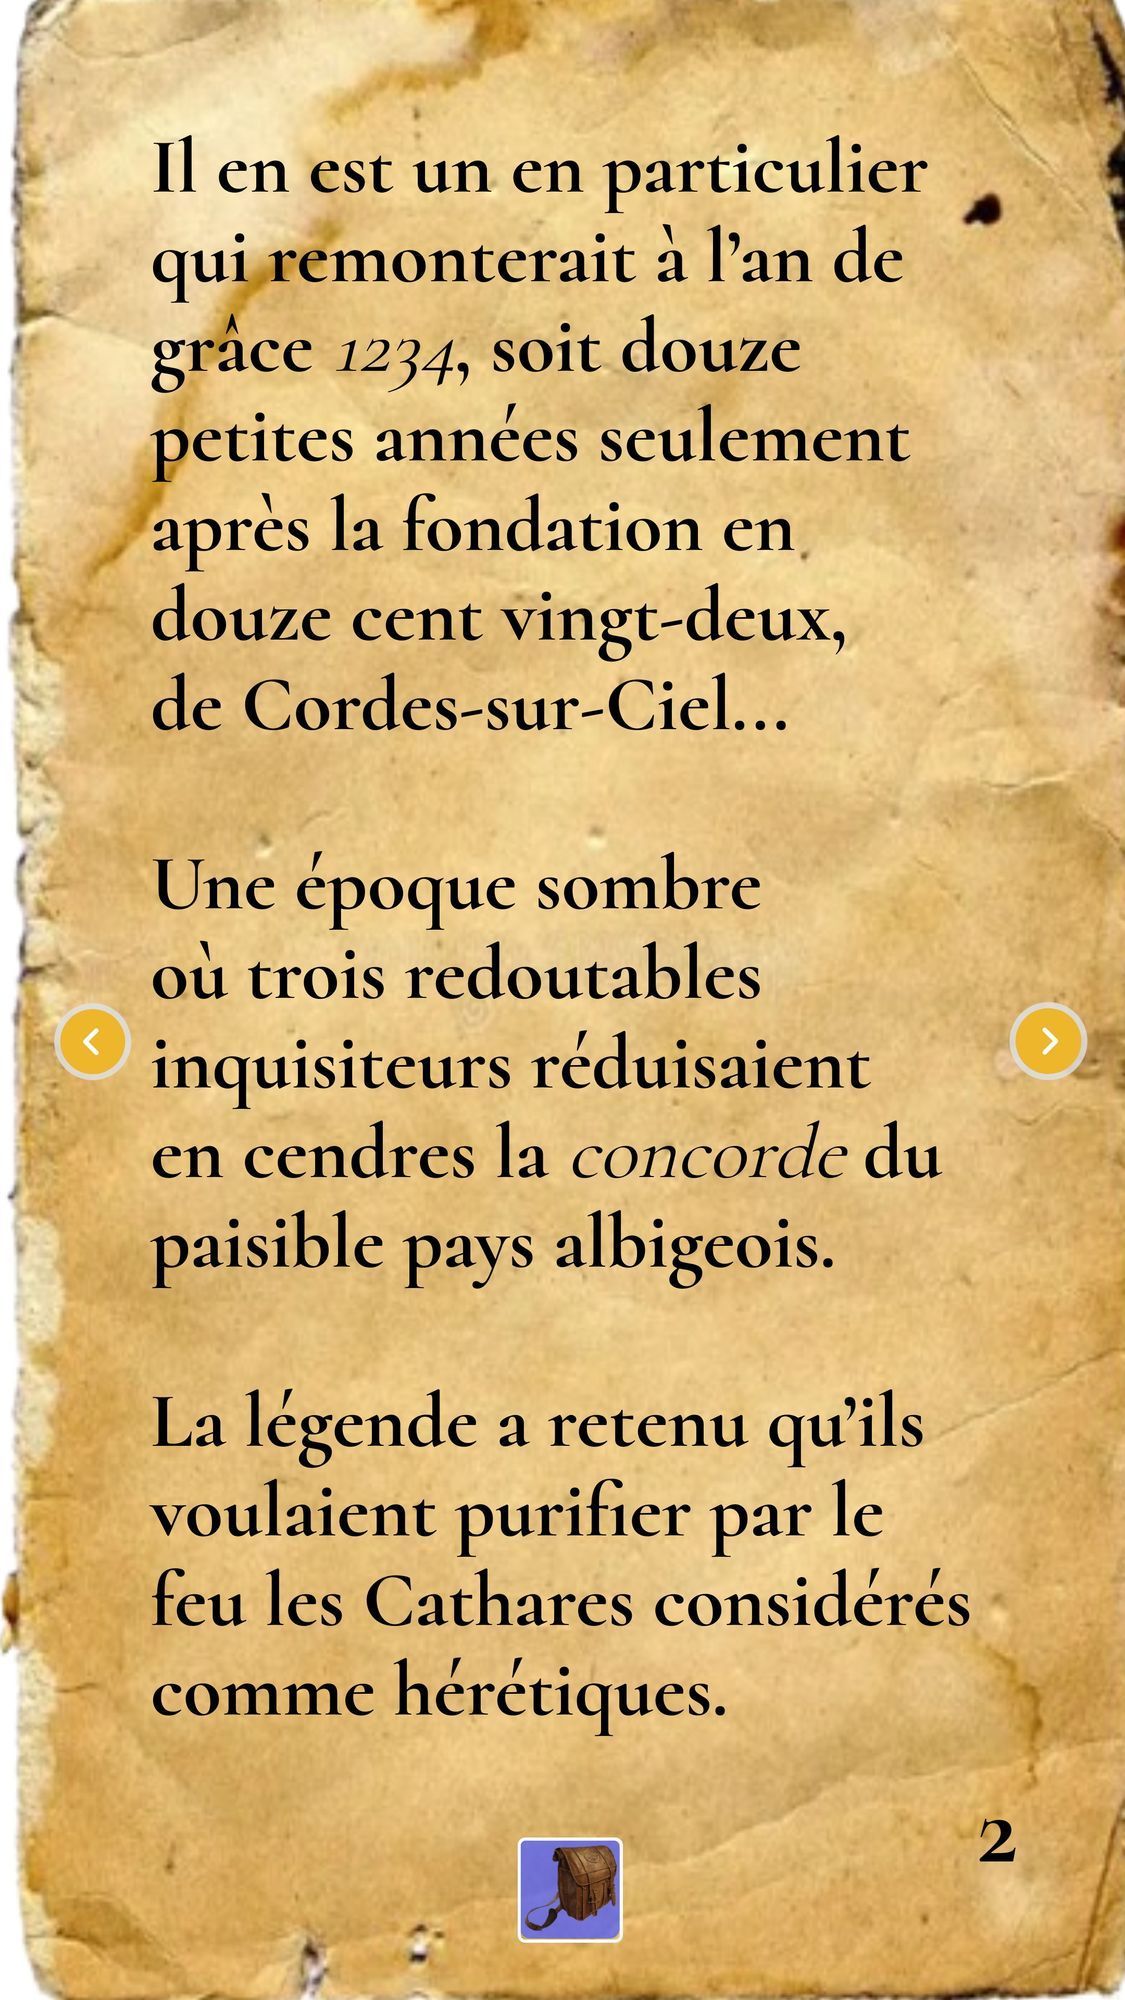 Il en est un en particulier
qui remonterait à l’an de
grâce 1234, soit douze
petites années seulement
après la fondation en
douze cent vingt-deux,
de Cordes-sur-Ciel...
Une époque sombre
où trois redoutables
inquisiteurs réduisaient
en cendres la concorde du
paisible pays albigeois.
La légende a retenu qu’ils
voulaient purifier par le
feu les Cathares considérés
comme hérétiques.
2